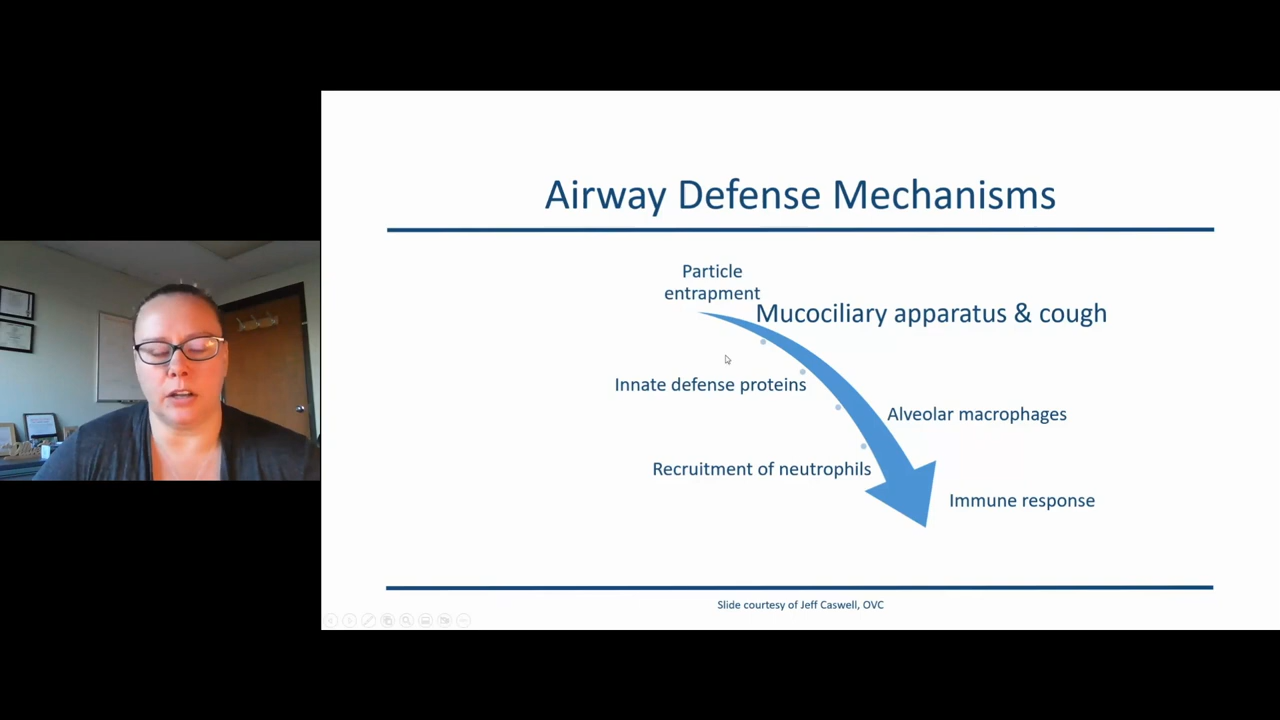 Airway Defense Mechanisms
Particle
entrapment
Mucociliary apparatus & cough
Innate defense proteins
Alveolar macrophages
Recruitment of neutrophils
Immune response
Slide courtesy of Jeff Caswell, OVC